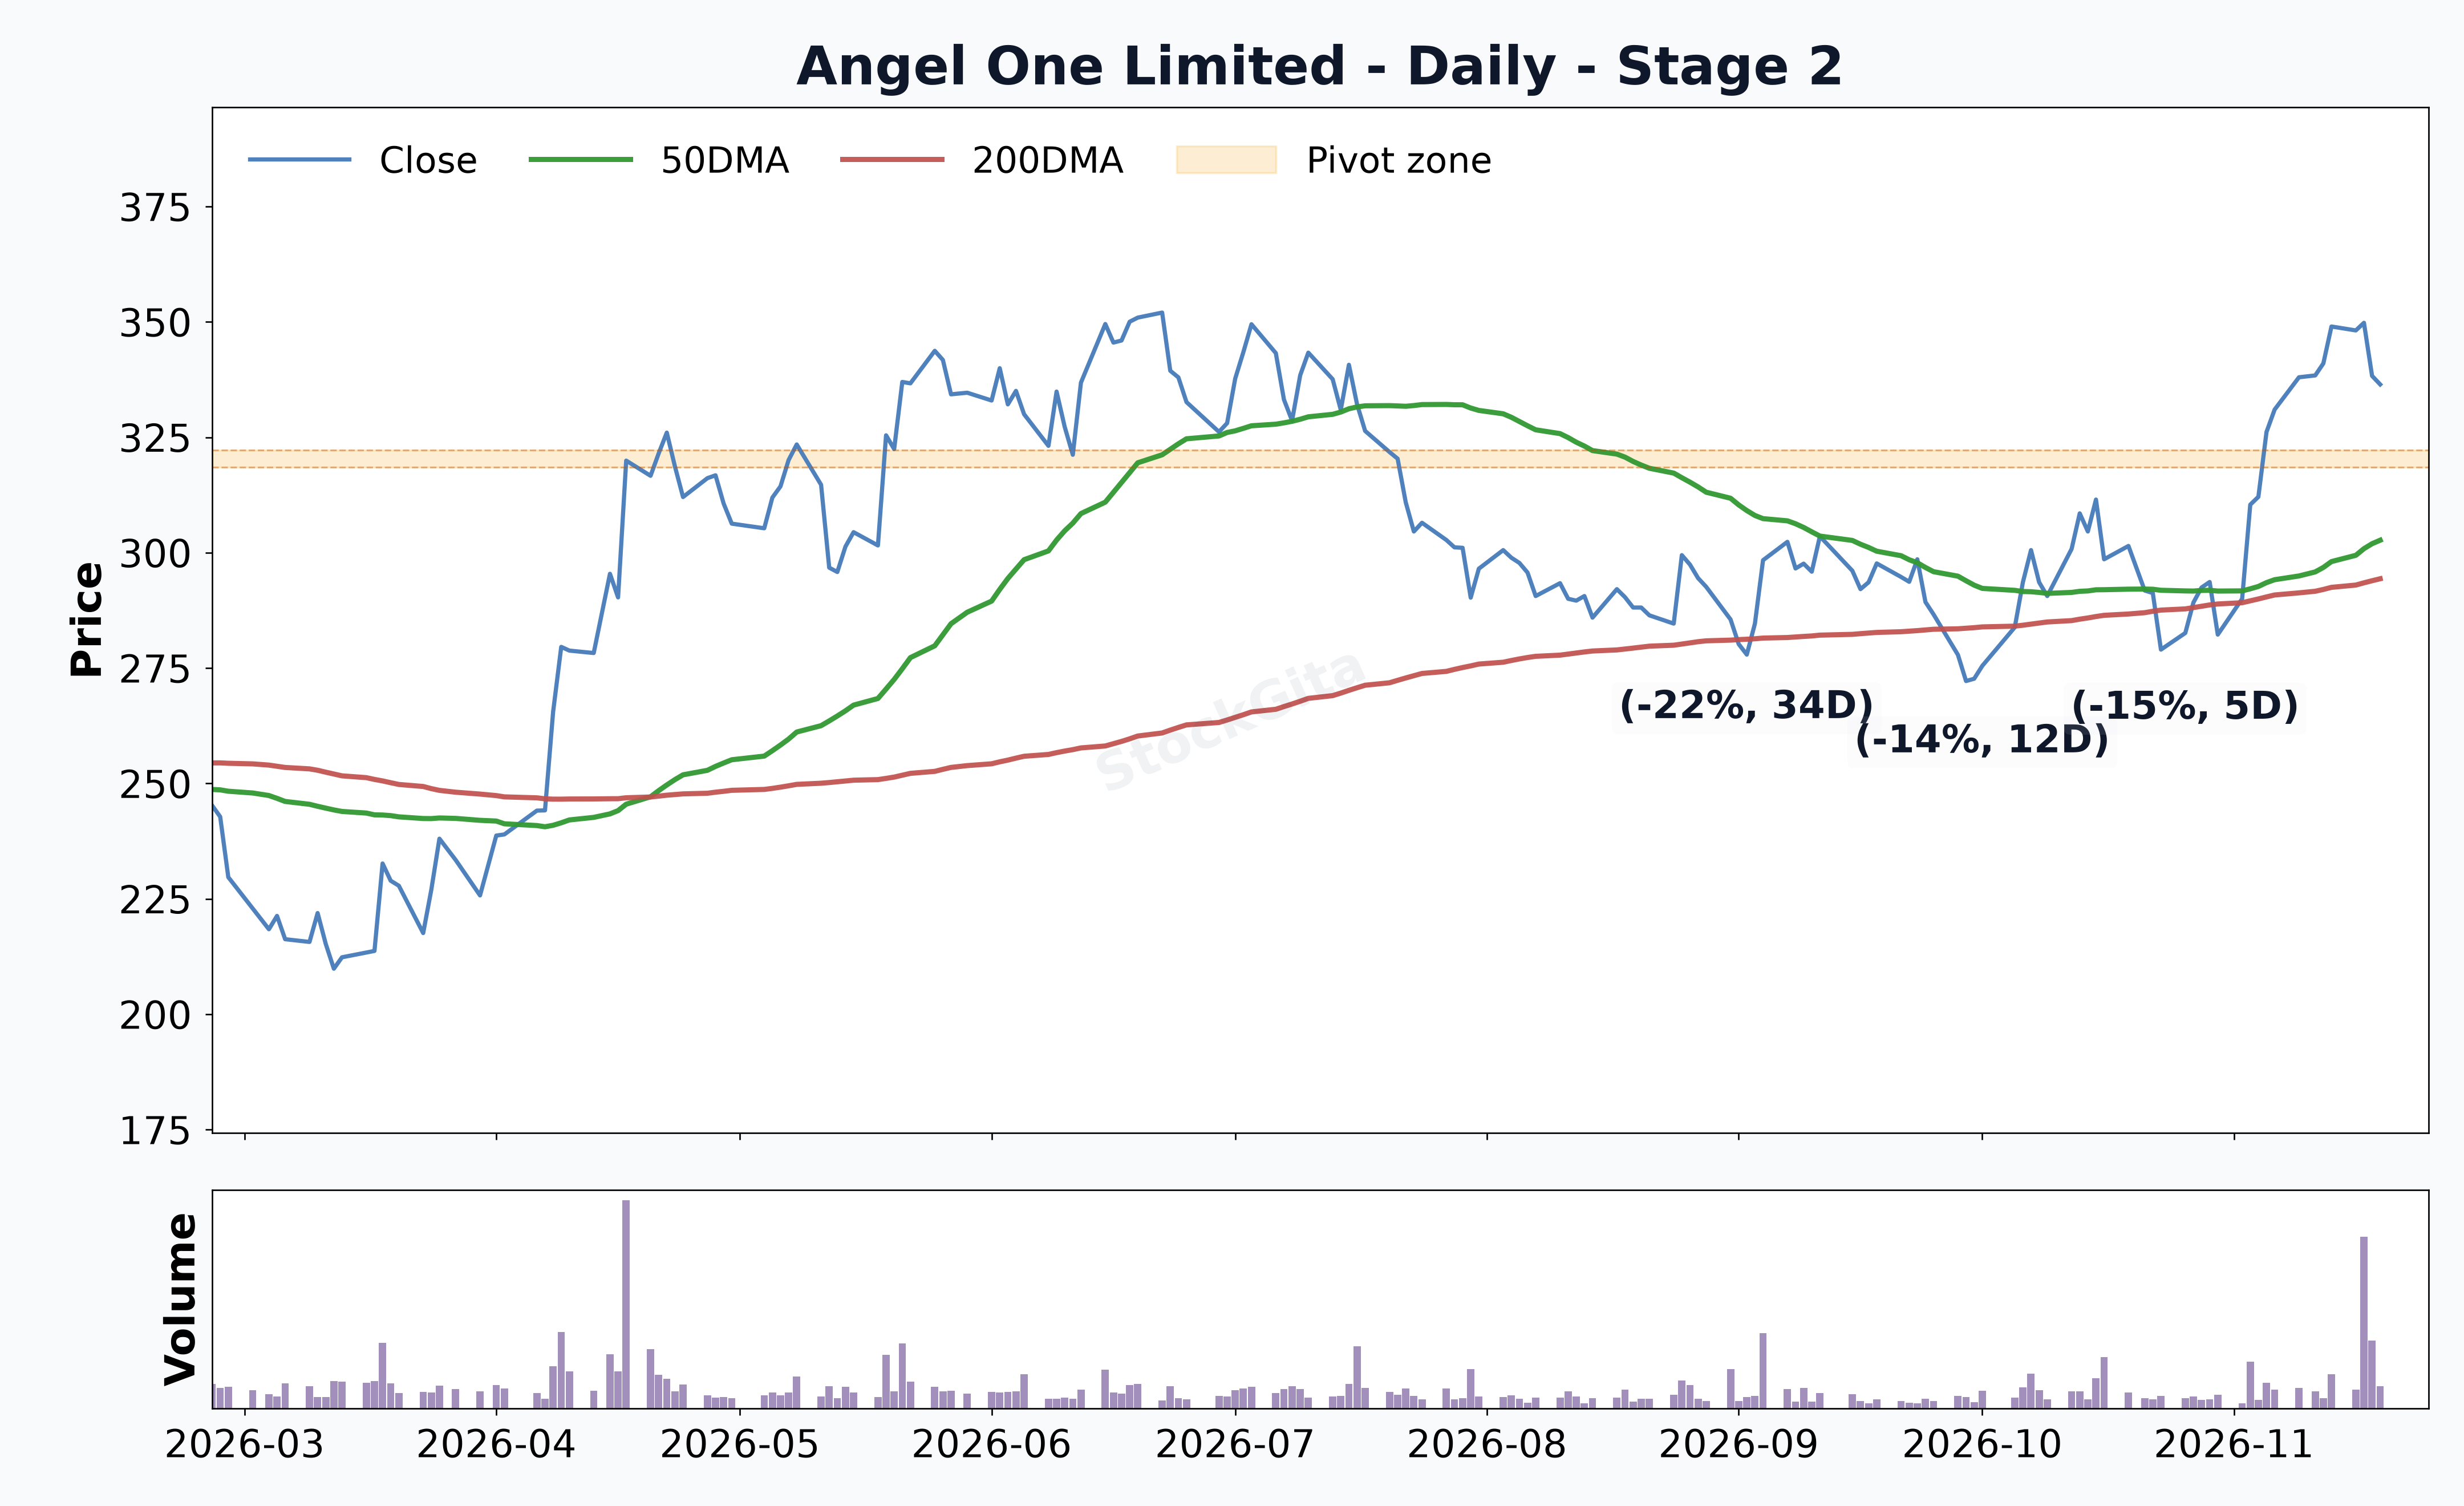 Angel One Limited - Daily - Stage 2
Close 50DMA 200DMA Pivot zone
Price
375
350
325
300
275
250
225
200
175
StockGita
(-22%, 34D)
(-14%, 12D)
(-15%, 5D)
Volume
2026-03 2026-04 2026-05 2026-06 2026-07 2026-08 2026-09 2026-10 2026-11